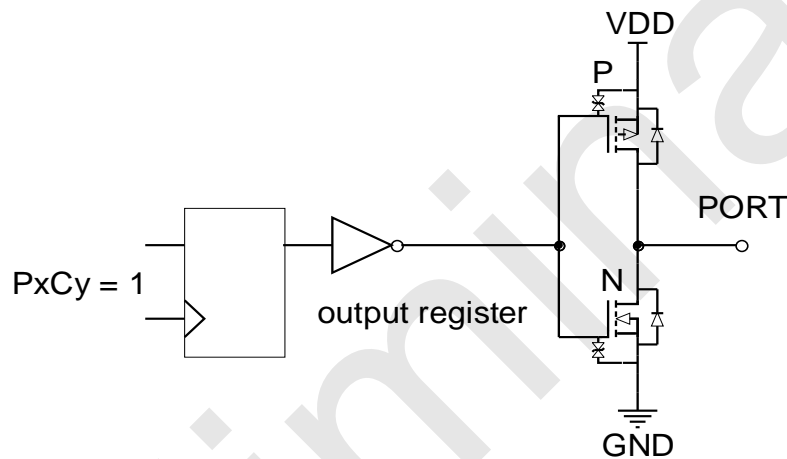 VDD
P
PORT
PxCy = 1
N
output register
GND